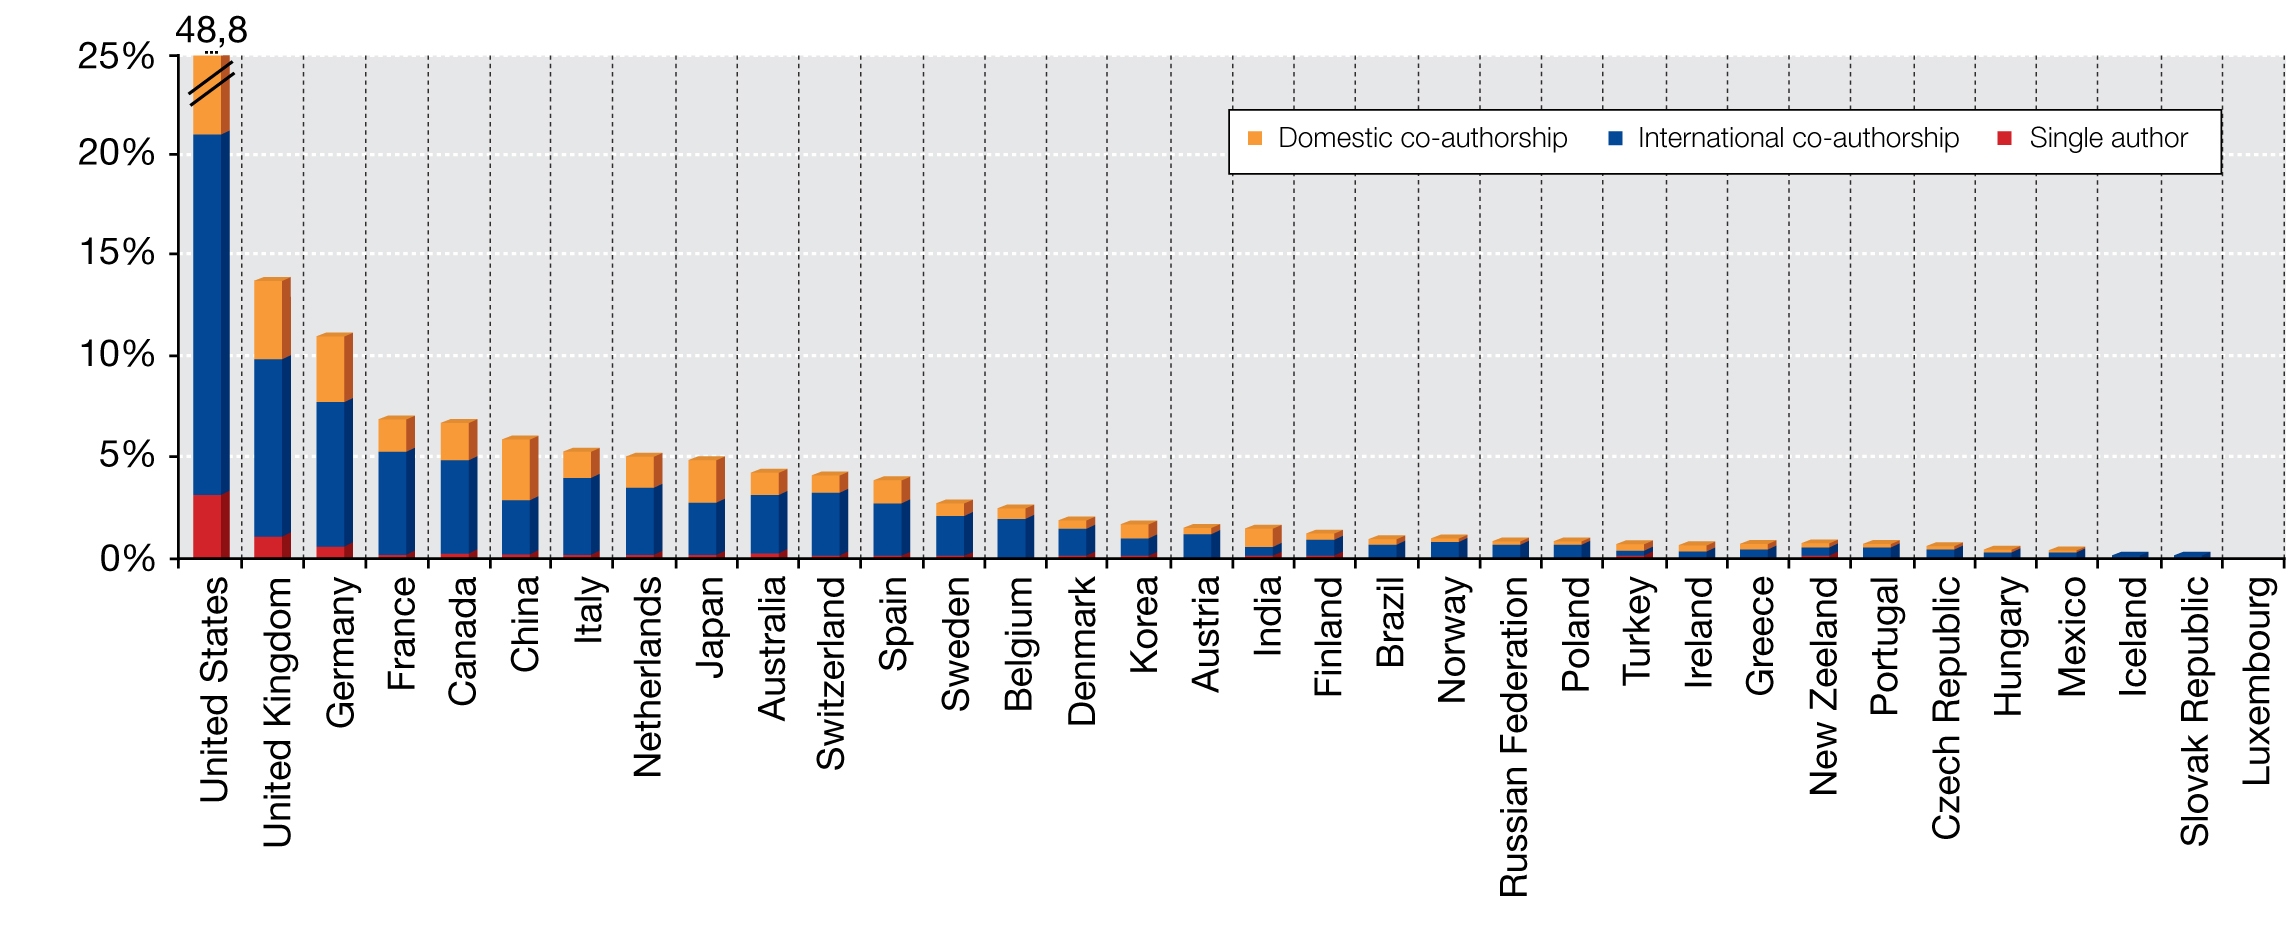 48,8
25%
20%
15%
10%
5%
0%
Domestic co-authorship
International co-authorship
Single author
United States
United Kingdom
Germany
France
Canada
China
Italy
Netherlands
Japan
Australia
Switzerland
Spain
Sweden
Belgium
Denmark
Korea
Austria
India
Finland
Brazil
Norway
Russian Federation
Poland
Turkey
Ireland
Greece
New Zeeland
Portugal
Czech Republic
Hungary
Mexico
Iceland
Slovak Republic
Luxembourg